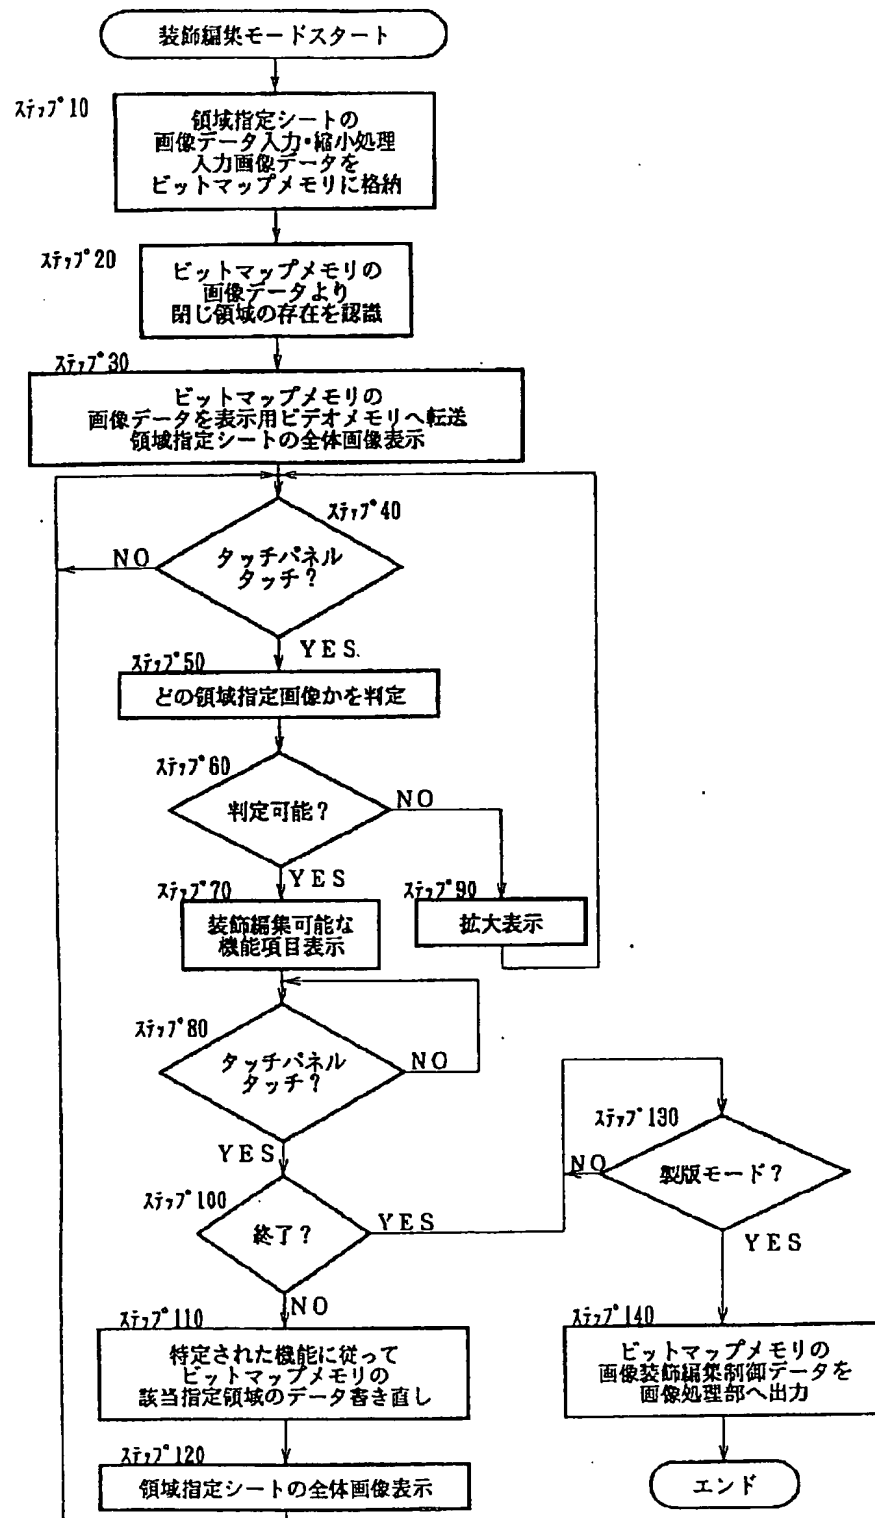 装飾編集モードスタート
ステップ10
領域指定シートの
画像データ入力・縮小処理
入力画像データを
ビットマップメモリに格納
ステップ20
ビットマップメモリの
画像データより
閉じ領域の存在を認識
ステップ30
ビットマップメモリの
画像データを表示用ビデオメモリへ転送
領域指定シートの全体画像表示
ステップ40
タッチパネル
タッチ？
NO
YES
ステップ50
どの領域指定画像かを判定
ステップ60
判定可能？
NO
YES
ステップ70
装飾編集可能な
機能項目表示
ステップ90
拡大表示
ステップ80
タッチパネル
タッチ？
NO
YES
ステップ100
終了？
YES
NO
ステップ130
製版モード？
NO
YES
ステップ110
特定された機能に従って
ビットマップメモリの
該当指定領域のデータ書き直し
ステップ120
領域指定シートの全体画像表示
ステップ140
ビットマップメモリの
画像装飾編集制御データを
画像処理部へ出力
エンド